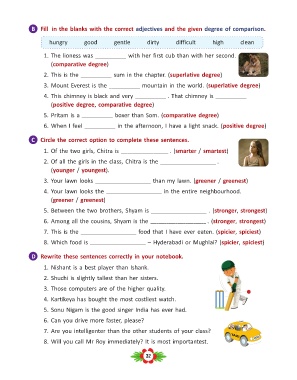 B Fill in the blanks with the correct adjectives and the given degree of comparison.
hungry good gentle dirty difficult high clean
1. The lioness was __________ with her first cub than with her second.
(comparative degree)
2. This is the __________ sum in the chapter. (superlative degree)
3. Mount Everest is the __________ mountain in the world. (superlative degree)
4. This chimney is black and very __________ . That chimney is __________
(positive degree, comparative degree)
5. Pritam is a __________ boxer than Som. (comparative degree)
6. When I feel __________ in the afternoon, I have a light snack. (positive degree)
C Circle the correct option to complete these sentences.
1. Of the two girls, Chitra is ________________ . (smarter / smartest)
2. Of all the girls in the class, Chitra is the ________________ .
(younger / youngest).
3. Your lawn looks ________________ than my lawn. (greener / greenest)
4. Your lawn looks the ________________ in the entire neighbourhood.
(greener / greenest)
5. Between the two brothers, Shyam is ________________ . (stronger, strongest)
6. Among all the cousins, Shyam is the ________________ . (stronger, strongest)
7. This is the ________________ food that I have ever eaten. (spicier, spiciest)
8. Which food is ________________ – Hyderabadi or Mughlai? (spicier, spiciest)
D Rewrite these sentences correctly in your notebook.
1. Nishant is a best player than Ishank.
2. Shuchi is slightly tallest than her sisters.
3. Those computers are of the higher quality.
4. Kartikeya has bought the most costliest watch.
5. Sonu Nigam is the good singer India has ever had.
6. Can you drive more faster, please?
7. Are you intelligenter than the other students of your class?
8. Will you call Mr Roy immediately? It is most importantest.
32